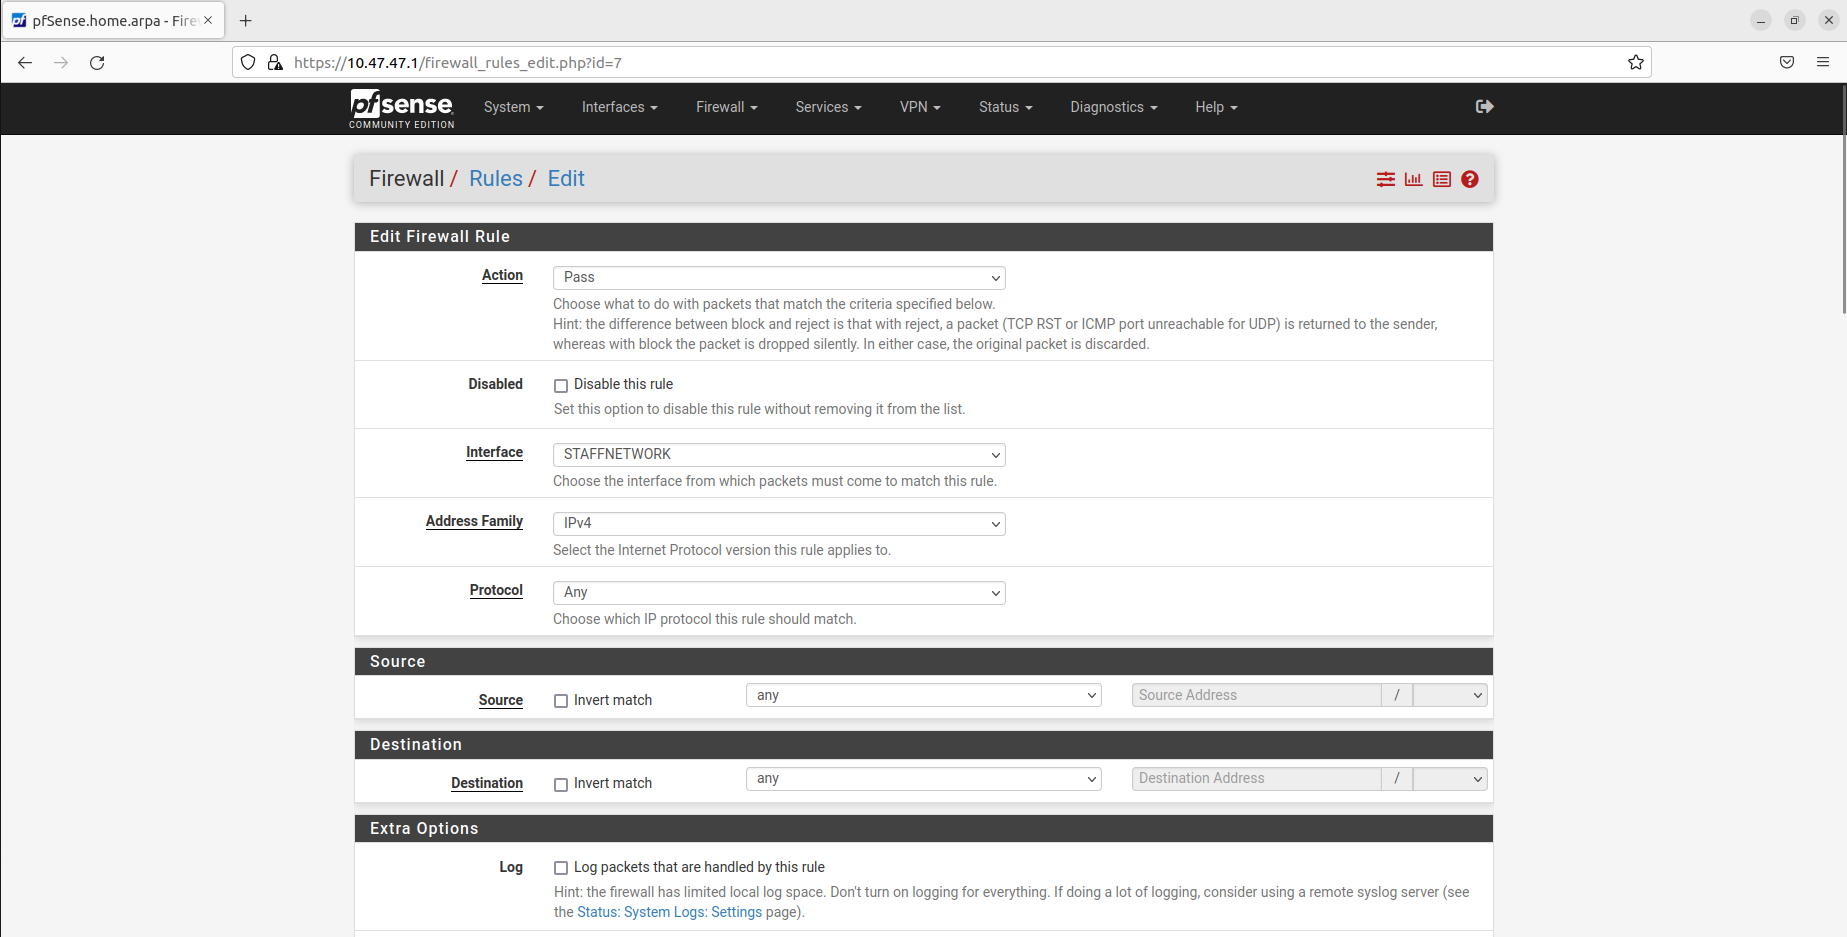 pfSense.home.arpa - Fire
https://10.47.47.1/firewall_rules_edit.php?id=7
pfsense
COMMUNITY EDITION
System Interfaces Firewall Services VPN Status Diagnostics Help
Firewall / Rules / Edit
Edit Firewall Rule
Action Pass
Choose what to do with packets that match the criteria specified below.
Hint: the difference between block and reject is that with reject, a packet (TCP RST or ICMP port unreachable for UDP) is returned to the sender,
whereas with block the packet is dropped silently. In either case, the original packet is discarded.
Disabled Disable this rule
Set this option to disable this rule without removing it from the list.
Interface STAFFNETWORK
Choose the interface from which packets must come to match this rule.
Address Family IPv4
Select the Internet Protocol version this rule applies to.
Protocol Any
Choose which IP protocol this rule should match.
Source
Source Invert match any Source Address /
Destination
Destination Invert match any Destination Address /
Extra Options
Log Log packets that are handled by this rule
Hint: the firewall has limited local log space. Don't turn on logging for everything. If doing a lot of logging, consider using a remote syslog server (see
the Status: System Logs: Settings page).